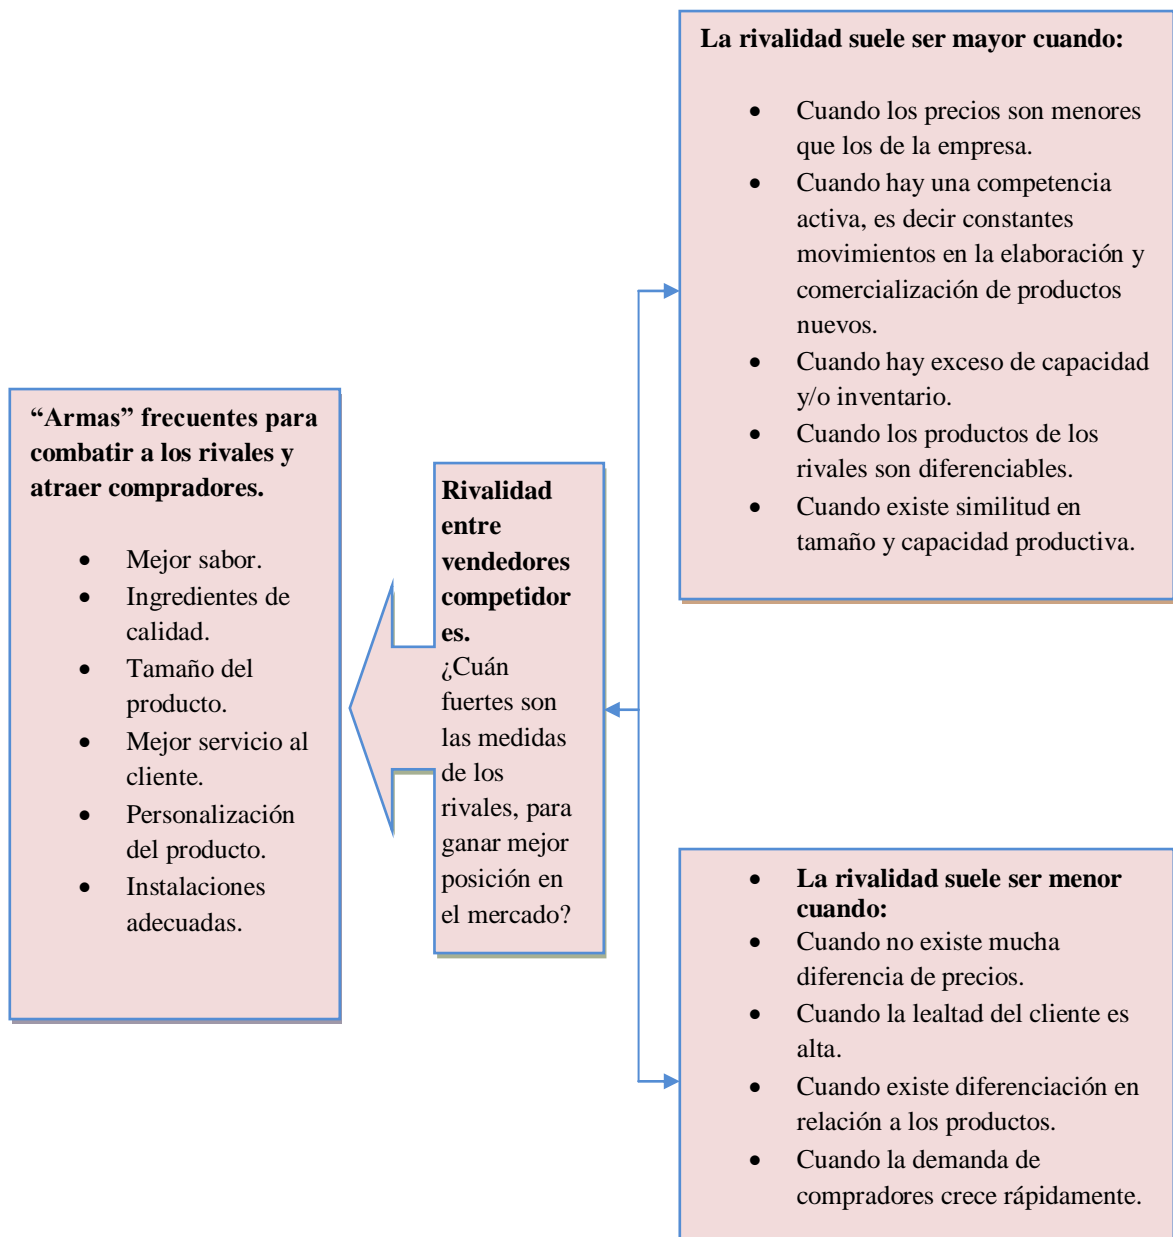 “Armas” frecuentes para
combatir a los rivales y
atraer compradores.
• Mejor sabor.
• Ingredientes de
calidad.
• Tamaño del
producto.
• Mejor servicio al
cliente.
• Personalización
del producto.
• Instalaciones
adecuadas.
Rivalidad
entre
vendedores
competidor
es.
¿Cuán
fuertes son
las medidas
de los
rivales, para
ganar mejor
posición en
el mercado?
La rivalidad suele ser mayor cuando:
• Cuando los precios son menores
que los de la empresa.
• Cuando hay una competencia
activa, es decir constantes
movimientos en la elaboración y
comercialización de productos
nuevos.
• Cuando hay exceso de capacidad
y/o inventario.
• Cuando los productos de los
rivales son diferenciables.
• Cuando existe similitud en
tamaño y capacidad productiva.
• La rivalidad suele ser menor
cuando:
• Cuando no existe mucha
diferencia de precios.
• Cuando la lealtad del cliente es
alta.
• Cuando existe diferenciación en
relación a los productos.
• Cuando la demanda de
compradores crece rápidamente.